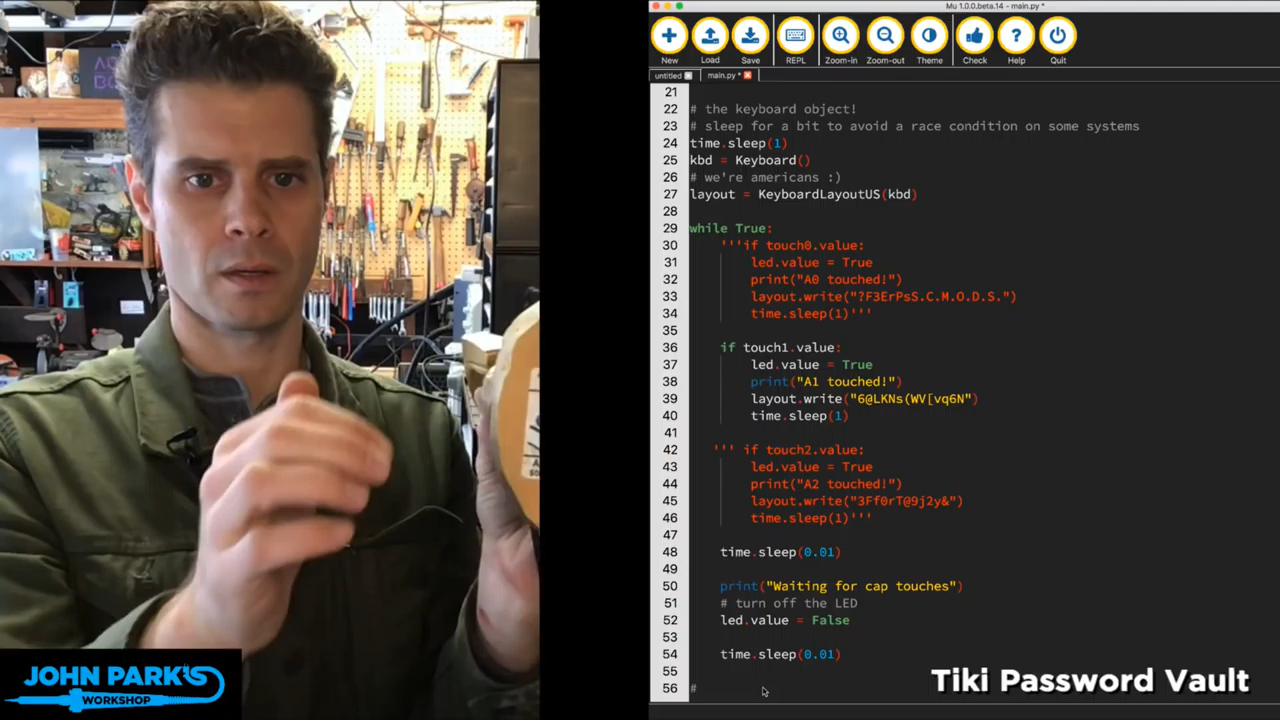 Mu 1.0.0.beta.14 - main.py *
New Load Save REPL Zoom-in Zoom-out Theme Check Help Quit
untitled main.py *
21
22 # the keyboard object!
23 # sleep for a bit to avoid a race condition on some systems
24 time.sleep(1)
25 kbd = Keyboard()
26 # we're americans :)
27 layout = KeyboardLayoutUS(kbd)
28
29 while True:
30 '''if touch0.value:
31 led.value = True
32 print("A0 touched!")
33 layout.write("?F3ErPsS.C.M.O.D.S.")
34 time.sleep(1)'''
35
36 if touch1.value:
37 led.value = True
38 print("A1 touched!")
39 layout.write("6@LKNs(WV[vq6N")
40 time.sleep(1)
41
42 ''' if touch2.value:
43 led.value = True
44 print("A2 touched!")
45 layout.write("3Ff0rT@9j2y&")
46 time.sleep(1)'''
47
48 time.sleep(0.01)
49
50 print("Waiting for cap touches")
51 # turn off the LED
52 led.value = False
53
54 time.sleep(0.01)
55
56 #
JOHN PARK'S
WORKSHOP
Tiki Password Vault